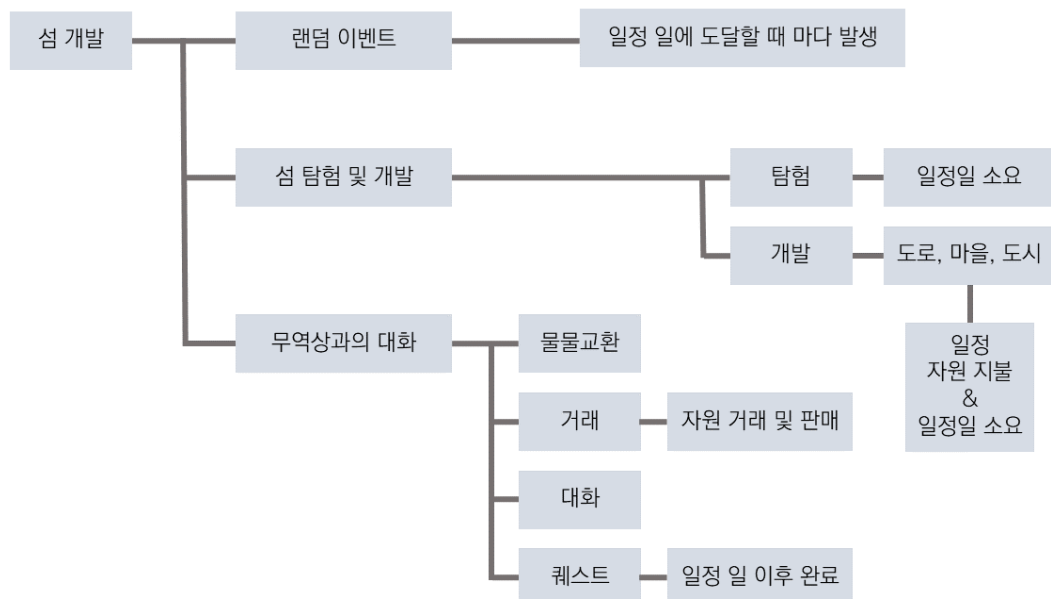 섬 개발
랜덤 이벤트
일정 일에 도달할 때 마다 발생
섬 탐험 및 개발
탐험
일정일 소요
개발
도로, 마을, 도시
일정
자원 지불
&
일정일 소요
무역상과의 대화
물물교환
거래
자원 거래 및 판매
대화
퀘스트
일정 일 이후 완료